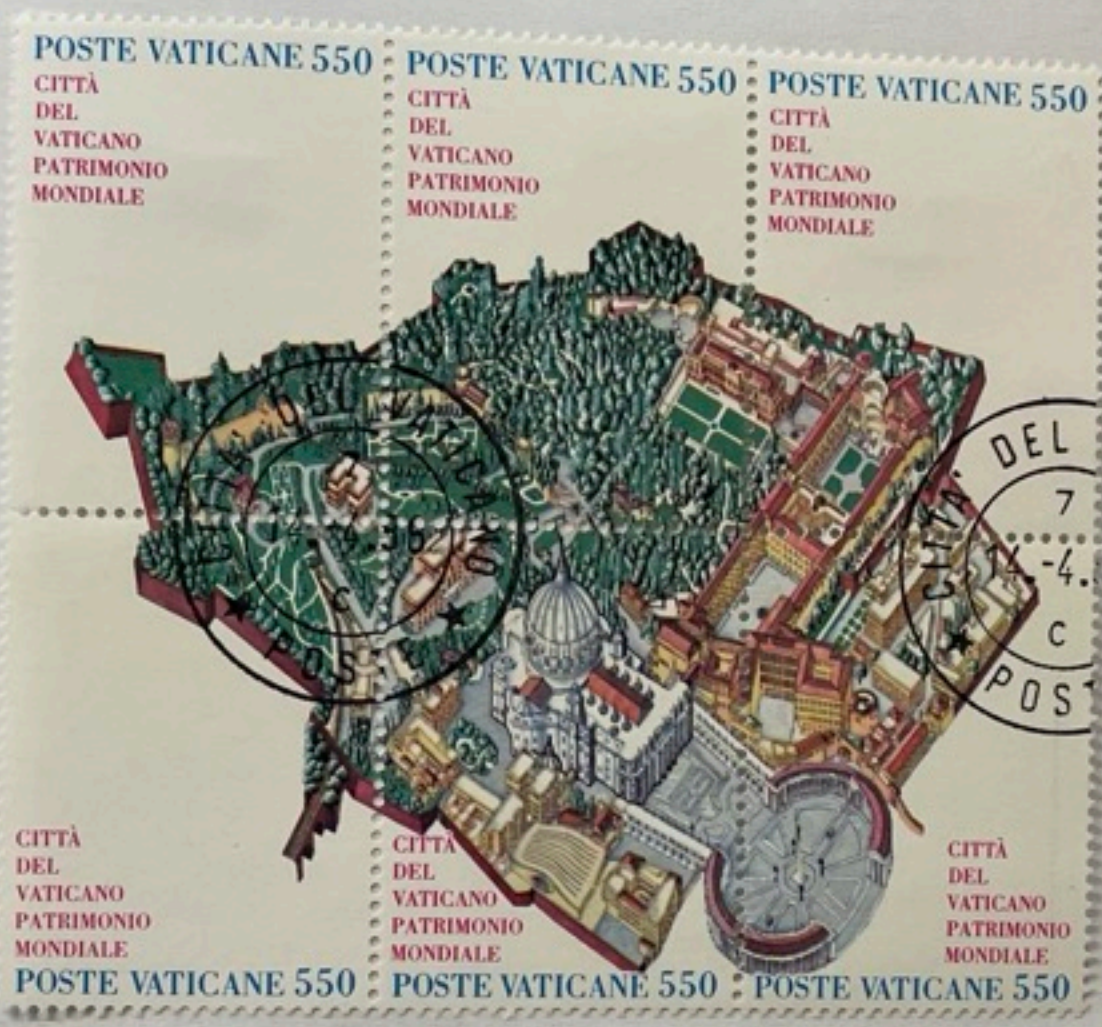 POSTE VATICANE 550
CITTÀ
DEL
VATICANO
PATRIMONIO
MONDIALE
POSTE VATICANE 550
CITTÀ
DEL
VATICANO
PATRIMONIO
MONDIALE
POSTE VATICANE 550
CITTÀ
DEL
VATICANO
PATRIMONIO
MONDIALE
CITTA' DEL VATICANO
C
POSTE
CITTA' DEL
7
14.-4.
C
POST
CITTÀ
DEL
VATICANO
PATRIMONIO
MONDIALE
POSTE VATICANE 550
CITTÀ
DEL
VATICANO
PATRIMONIO
MONDIALE
POSTE VATICANE 550
CITTÀ
DEL
VATICANO
PATRIMONIO
MONDIALE
POSTE VATICANE 550